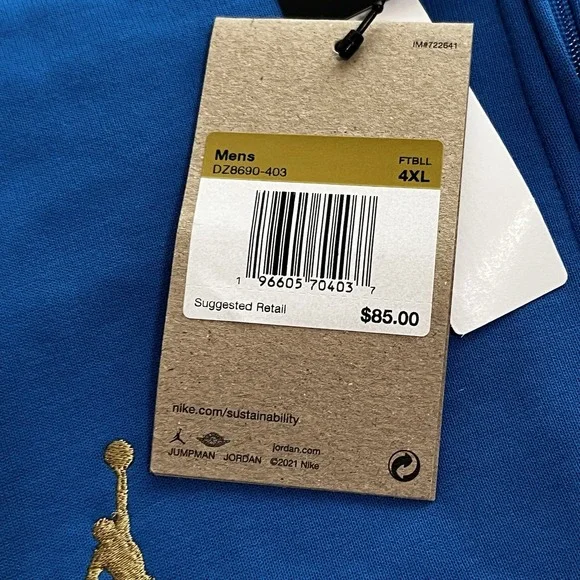 IM#722641
Mens FTBLL
DZ8690-403 4XL
1 96605 70403 7
Suggested Retail $85.00
nike.com/sustainability
jordan.com
JUMPMAN JORDAN ©2021 Nike